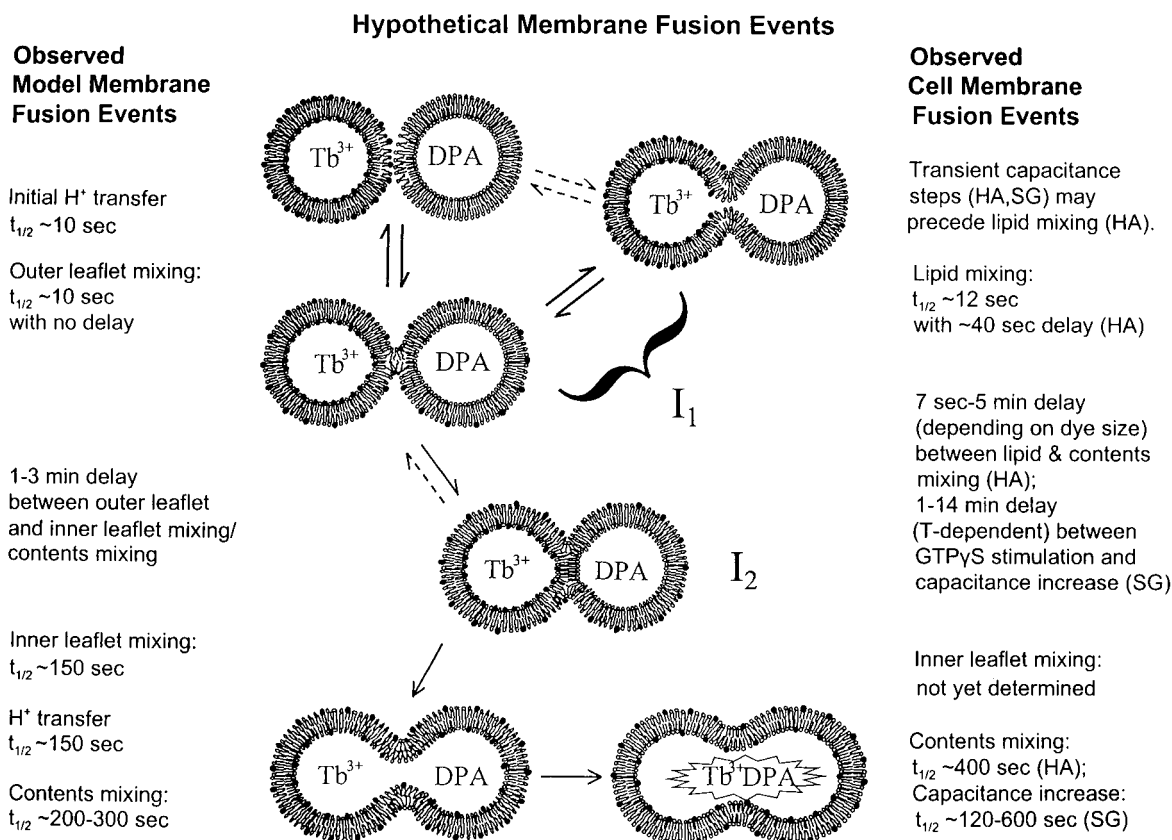 Hypothetical Membrane Fusion Events
Observed
Model Membrane
Fusion Events
Initial H⁺ transfer
t1/2 ~10 sec
Outer leaflet mixing:
t1/2 ~10 sec
with no delay
1-3 min delay
between outer leaflet
and inner leaflet mixing/
contents mixing
Inner leaflet mixing:
t1/2 ~150 sec
H⁺ transfer
t1/2 ~150 sec
Contents mixing:
t1/2 ~200-300 sec
Tb³⁺ DPA
Tb³⁺ DPA
Tb³⁺ DPA
I1
Tb³⁺ DPA
I2
Tb³⁺ DPA
Tb³⁺DPA
Observed
Cell Membrane
Fusion Events
Transient capacitance
steps (HA,SG) may
precede lipid mixing (HA).
Lipid mixing:
t1/2 ~12 sec
with ~40 sec delay (HA)
7 sec-5 min delay
(depending on dye size)
between lipid & contents
mixing (HA);
1-14 min delay
(T-dependent) between
GTPγS stimulation and
capacitance increase (SG)
Inner leaflet mixing:
not yet determined
Contents mixing:
t1/2 ~400 sec (HA);
Capacitance increase:
t1/2 ~120-600 sec (SG)